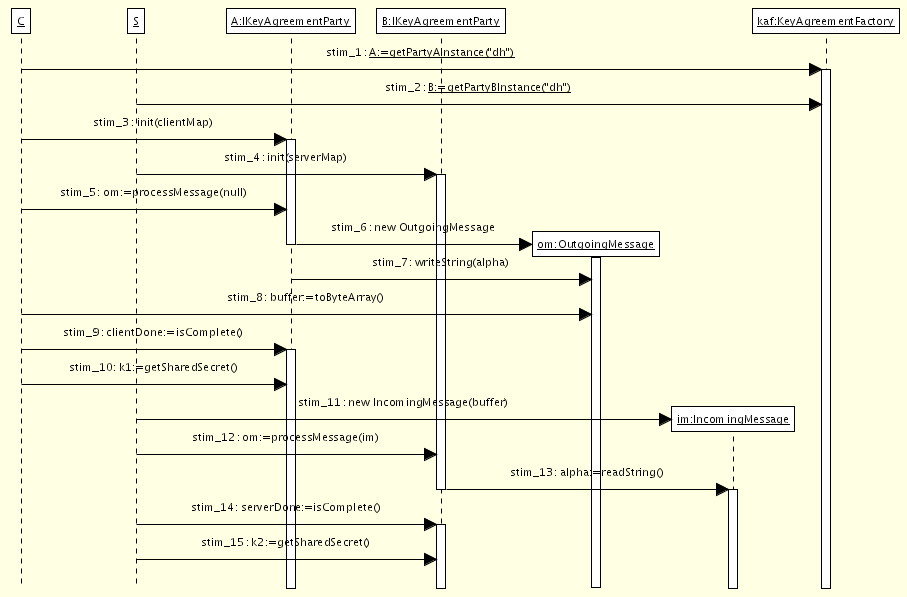 C
S
A:IKeyAgreementParty
B:IKeyAgreementParty
kaf:KeyAgreementFactory
stim_1: A:=getPartyAInstance("dh")
stim_2: B:=getPartyBInstance("dh")
stim_3: init(clientMap)
stim_4: init(serverMap)
stim_5: om:=processMessage(null)
stim_6: new OutgoingMessage
om:OutgoingMessage
stim_7: writeString(alpha)
stim_8: buffer:=toByteArray()
stim_9: clientDone:=isComplete()
stim_10: k1:=getSharedSecret()
stim_11: new IncomingMessage(buffer)
im:IncomingMessage
stim_12: om:=processMessage(im)
stim_13: alpha:=readString()
stim_14: serverDone:=isComplete()
stim_15: k2:=getSharedSecret()